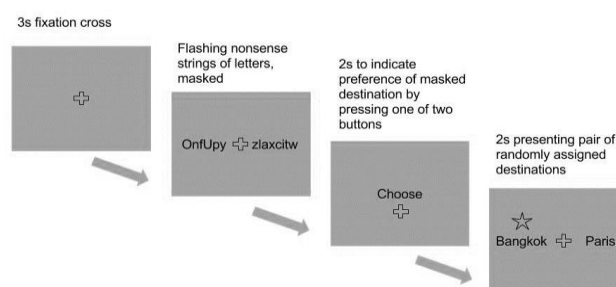 3s fixation cross
Flashing nonsense
strings of letters,
masked
OnfUpy zlaxcitw
2s to indicate
preference of masked
destination by
pressing one of two
buttons
Choose
2s presenting pair of
randomly assigned
destinations
Bangkok Paris